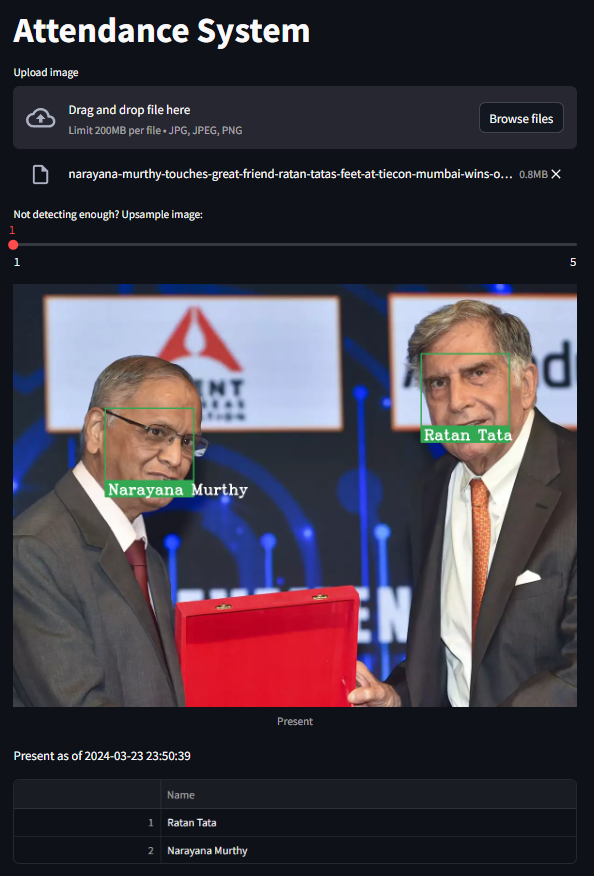 Attendance System
Upload image
Drag and drop file here
Limit 200MB per file • JPG, JPEG, PNG
Browse files
narayana-murthy-touches-great-friend-ratan-tatas-feet-at-tiecon-mumbai-wins-o...
0.8MB
Not detecting enough? Upsample image:
1
1
5
ENT
Ratan Tata
Narayana Murthy
EN
Present
Present as of 2024-03-23 23:50:39
Name
1 Ratan Tata
2 Narayana Murthy